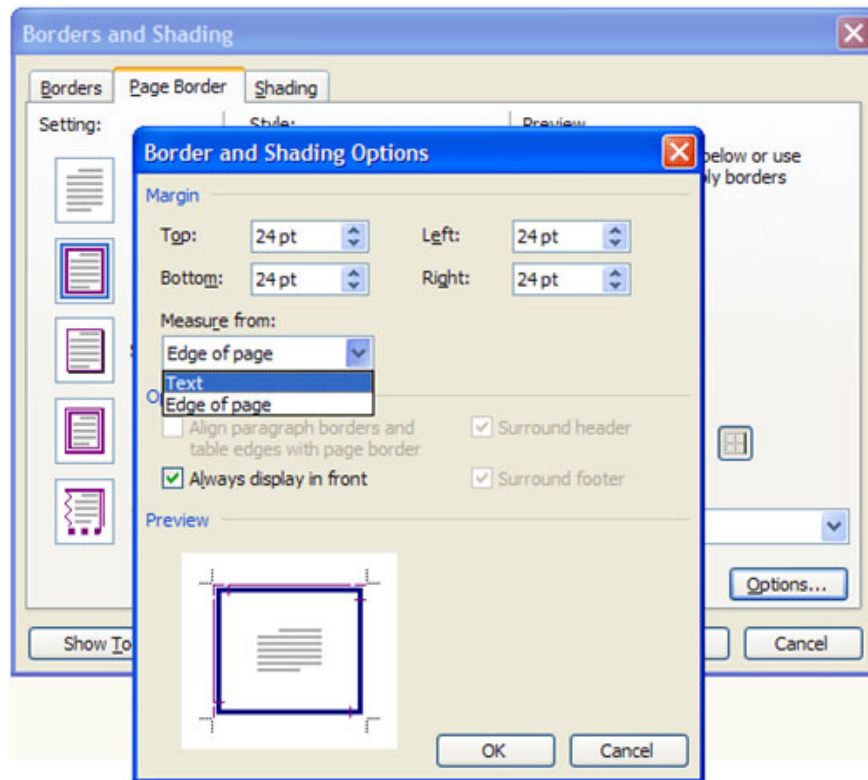 Borders and Shading
Borders Page Border Shading
Setting: Style: Preview
Border and Shading Options
below or use
borders
Margin
Top: 24 pt Left: 24 pt
Bottom: 24 pt Right: 24 pt
Measure from:
Edge of page
Text
Edge of page
Align paragraph borders and
table edges with page border
Surround header
Always display in front
Surround footer
Preview
Options...
Show
OK Cancel
Cancel